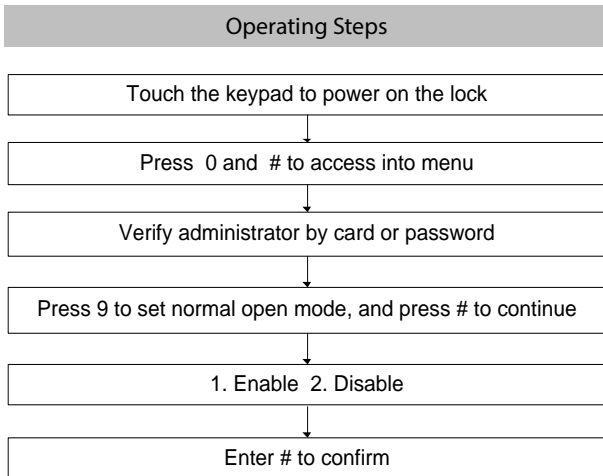 Operating Steps
Touch the keypad to power on the lock
Press 0 and # to access into menu
Verify administrator by card or password
Press 9 to set normal open mode, and press # to continue
1. Enable 2. Disable
Enter # to confirm